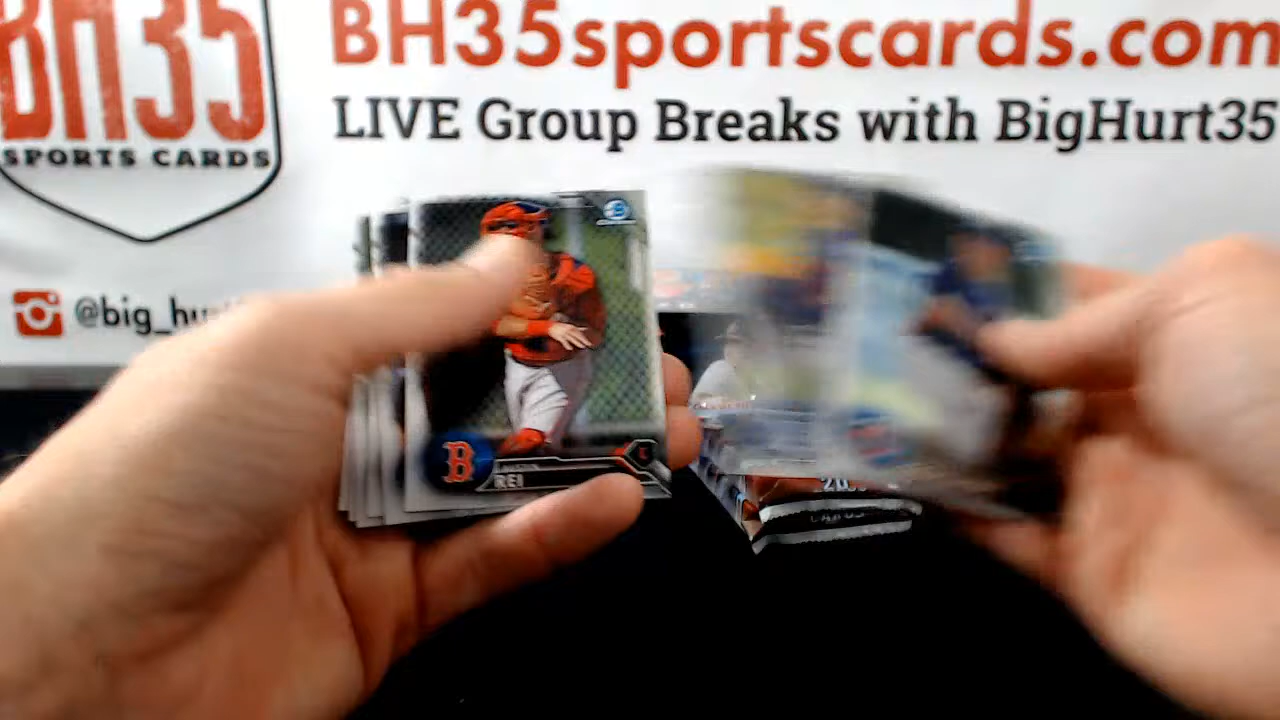 BH35
SPORTS CARDS
BH35sportscards.com
LIVE Group Breaks with BigHurt35
@big_hu
B
REI